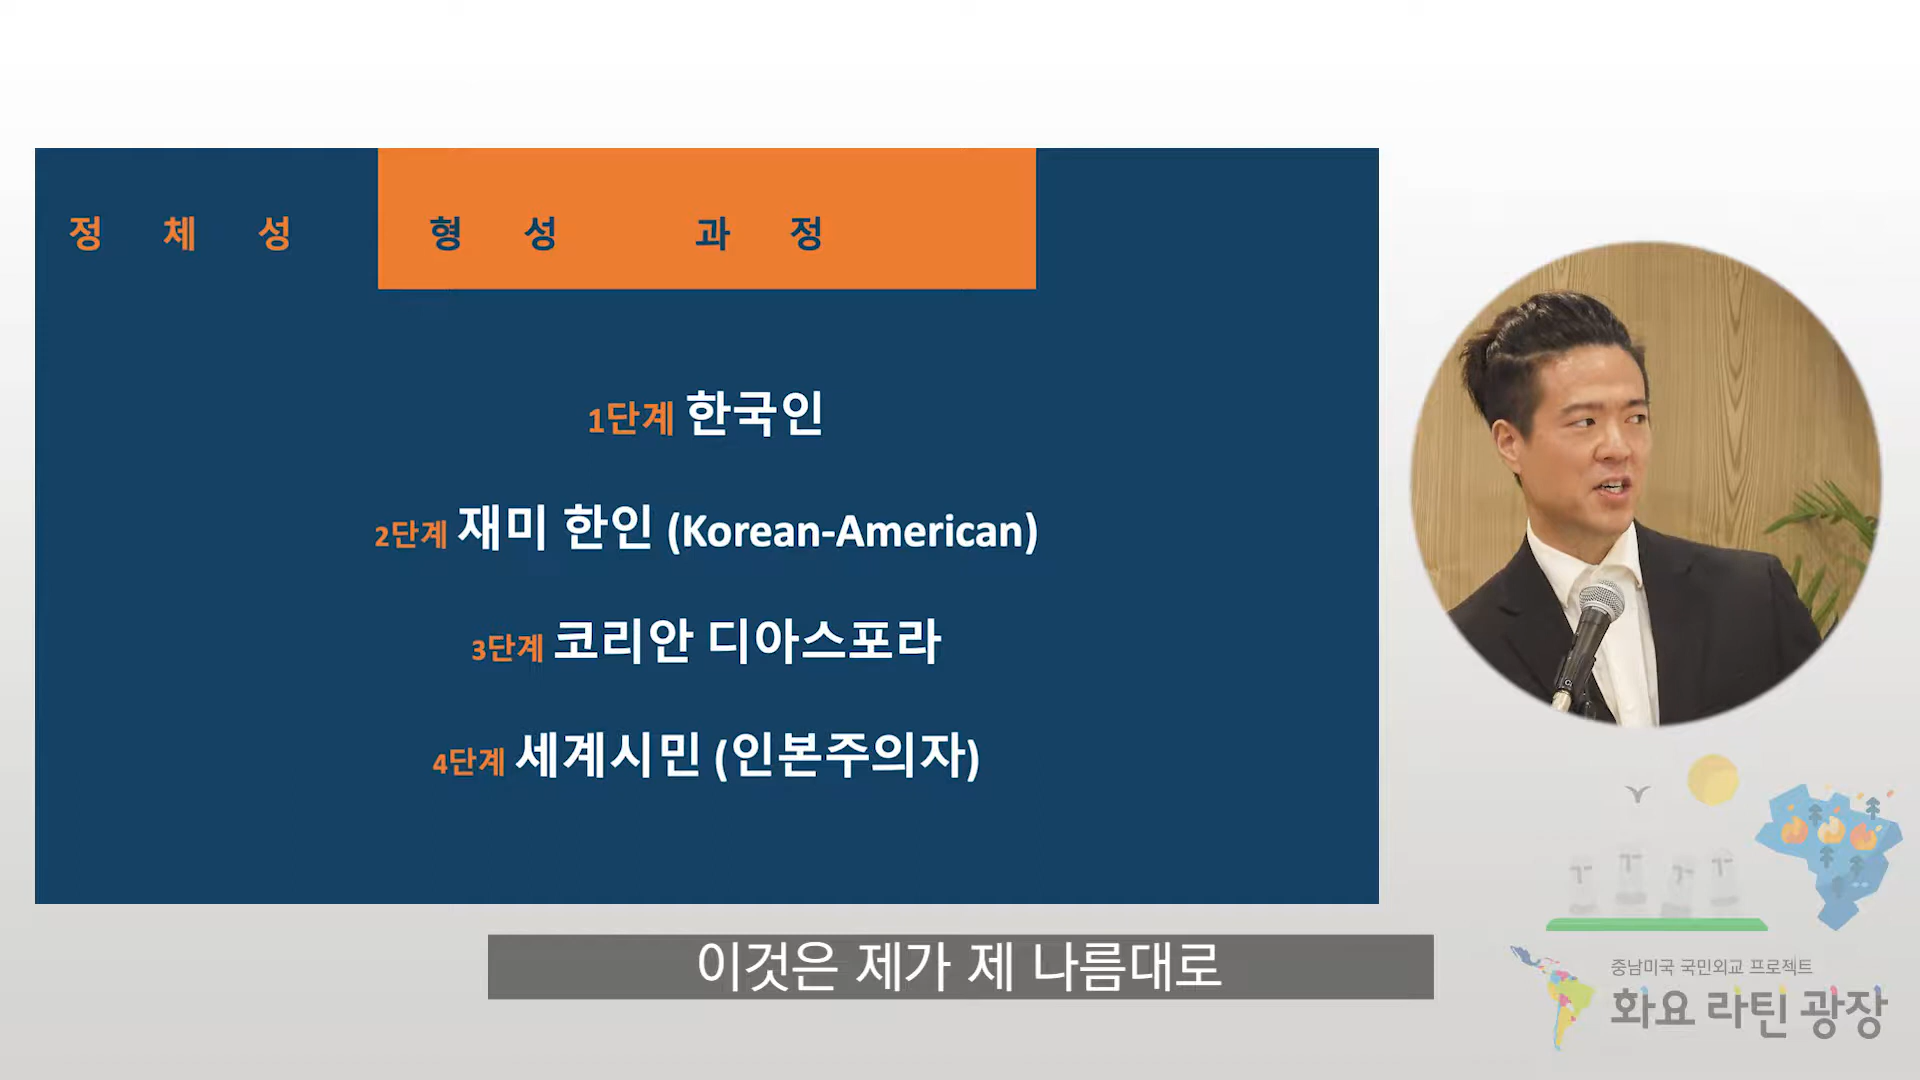 정 체 성 형 성 과 정
1단계 한국인
2단계 재미 한인 (Korean-American)
3단계 코리안 디아스포라
4단계 세계시민 (인본주의자)
이것은 제가 제 나름대로
중남미국 국민외교 프로젝트
화요 라틴 광장